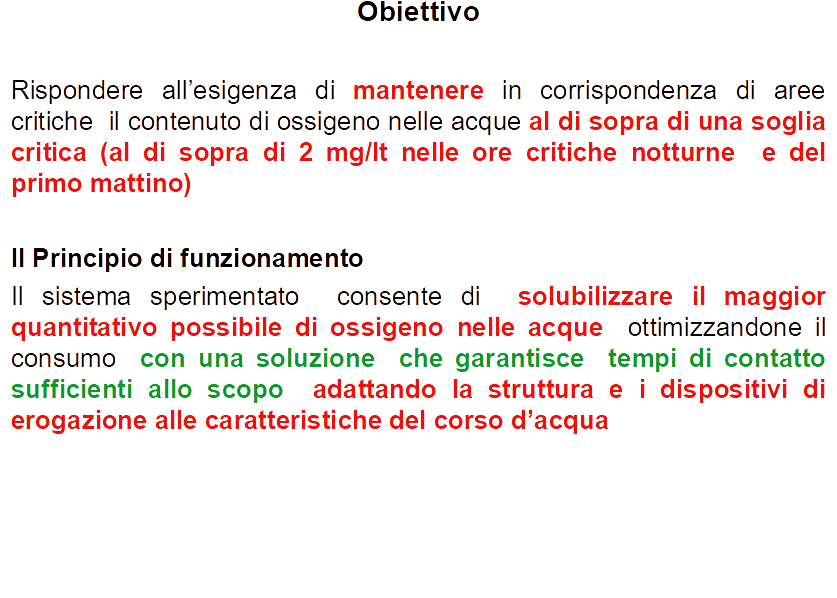 Obiettivo
Rispondere all’esigenza di mantenere in corrispondenza di aree
critiche il contenuto di ossigeno nelle acque al di sopra di una soglia
critica (al di sopra di 2 mg/lt nelle ore critiche notturne e del
primo mattino)
Il Principio di funzionamento
Il sistema sperimentato consente di solubilizzare il maggior
quantitativo possibile di ossigeno nelle acque ottimizzandone il
consumo con una soluzione che garantisce tempi di contatto
sufficienti allo scopo adattando la struttura e i dispositivi di
erogazione alle caratteristiche del corso d’acqua